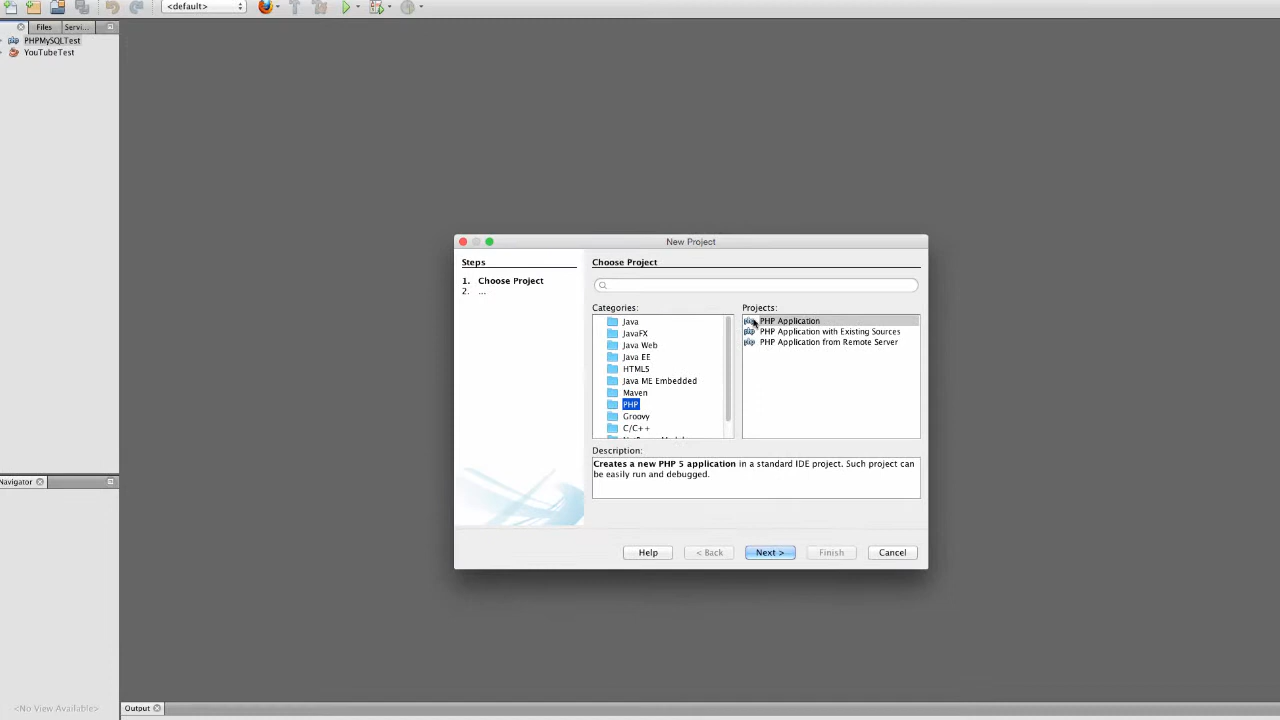 <default>
Files
Servi...
PHPMySQLTest
YouTubeTest
New Project
Steps
1. Choose Project
2. ...
Choose Project
Categories:
Java
JavaFX
Java Web
Java EE
HTML5
Java ME Embedded
Maven
PHP
Groovy
C/C++
Projects:
PHP Application
PHP Application with Existing Sources
PHP Application from Remote Server
Description:
Creates a new PHP 5 application in a standard IDE project. Such project can
be easily run and debugged.
Help
< Back
Next >
Finish
Cancel
Navigator
<No View Available>
Output